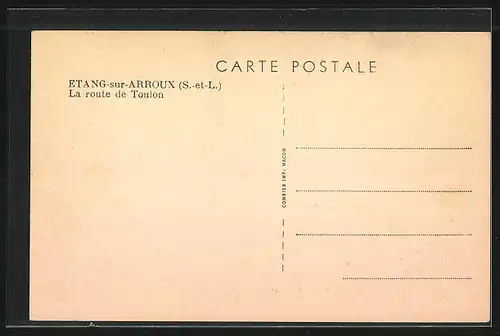 CARTE POSTALE
ETANG-sur-ARROUX (S.-et-L.)
La route de Toulon
COMBIER IMP. MACON